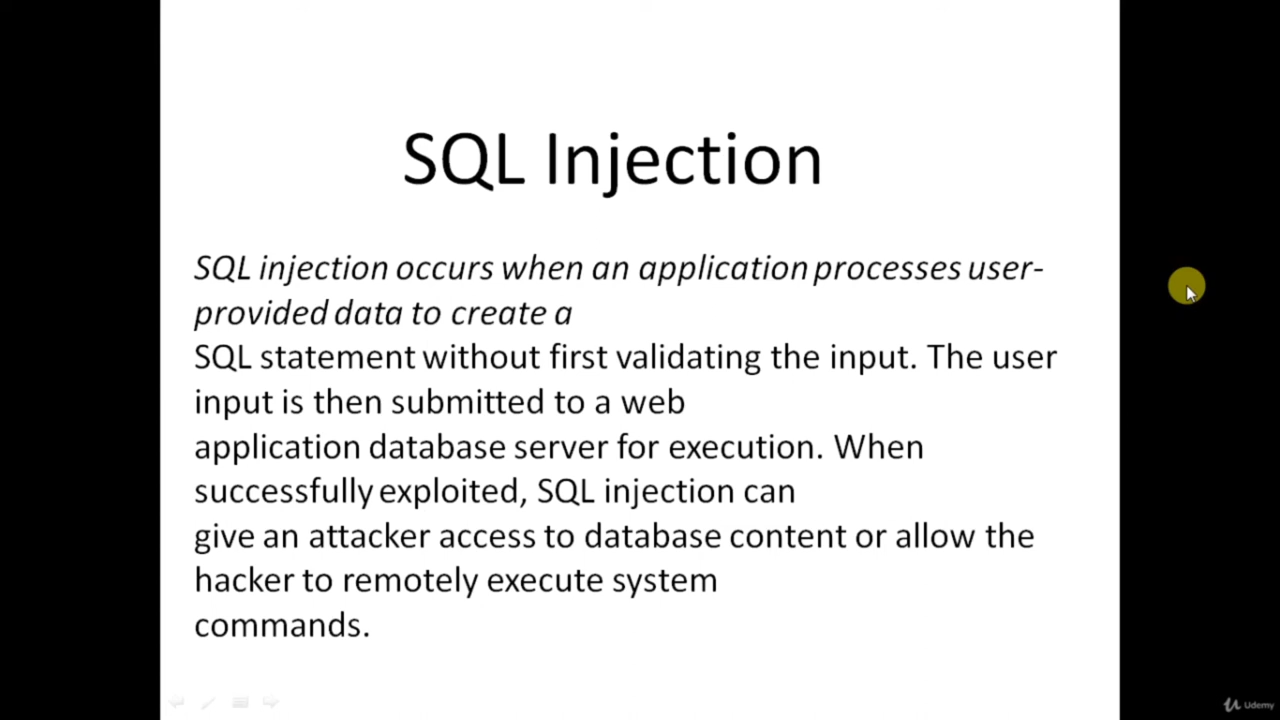 SQL Injection
SQL injection occurs when an application processes user-
provided data to create a
SQL statement without first validating the input. The user
input is then submitted to a web
application database server for execution. When
successfully exploited, SQL injection can
give an attacker access to database content or allow the
hacker to remotely execute system
commands.
Udemy